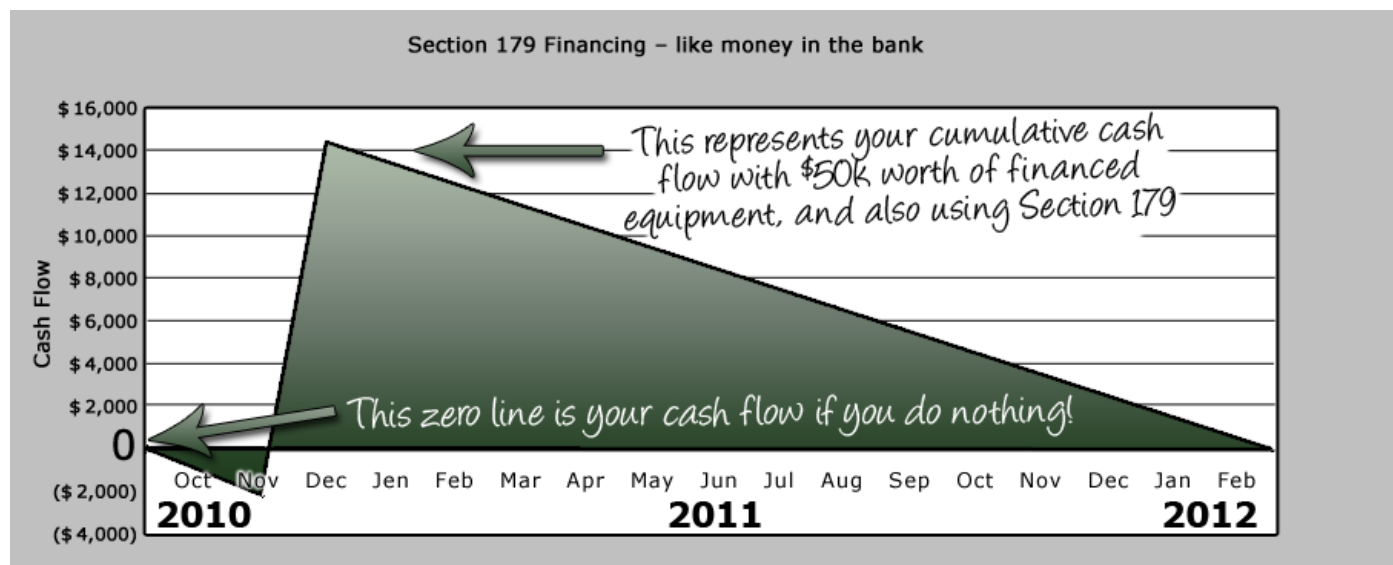 Section 179 Financing – like money in the bank
$16,000
$14,000
$12,000
$10,000
$8,000
$6,000
$4,000
$2,000
0
($2,000)
($4,000)
Cash Flow
This represents your cumulative cash
flow with $50k worth of financed
equipment, and also using Section 179
This zero line is your cash flow if you do nothing!
Oct Nov Dec Jen Feb Mar Apr May Jun Jul Aug Sep Oct Nov Dec Jan Feb
2010 2011 2012